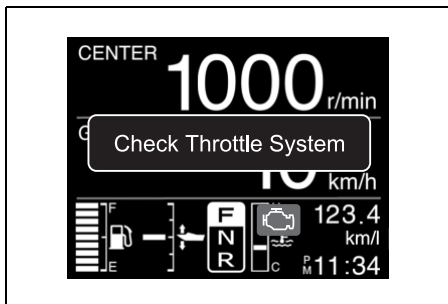 CENTER
1000 r/min
Check Throttle System
km/h
F
E
F
N
R
C
123.4
km/l
PM 11:34